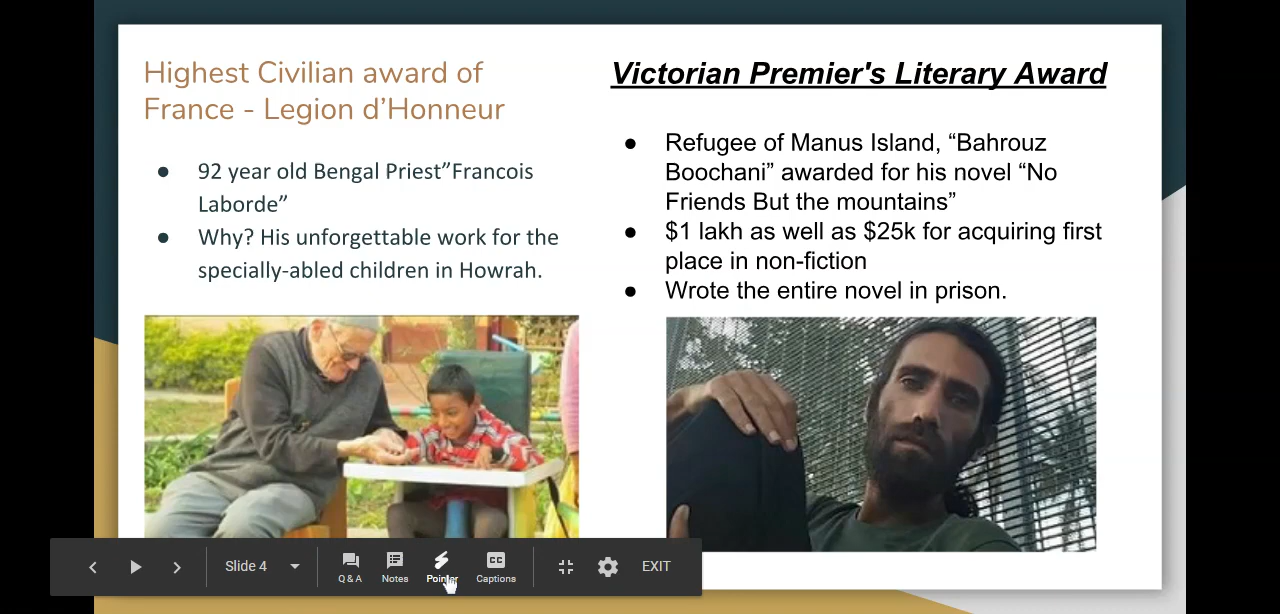 Highest Civilian award of
France - Legion d’Honneur
● 92 year old Bengal Priest”Francois
Laborde”
● Why? His unforgettable work for the
specially-abled children in Howrah.
Victorian Premier's Literary Award
● Refugee of Manus Island, “Bahrouz
Boochani” awarded for his novel “No
Friends But the mountains”
● $1 lakh as well as $25k for acquiring first
place in non-fiction
● Wrote the entire novel in prison.
Slide 4
Q & A
Notes
Pointer
CC
Captions
EXIT